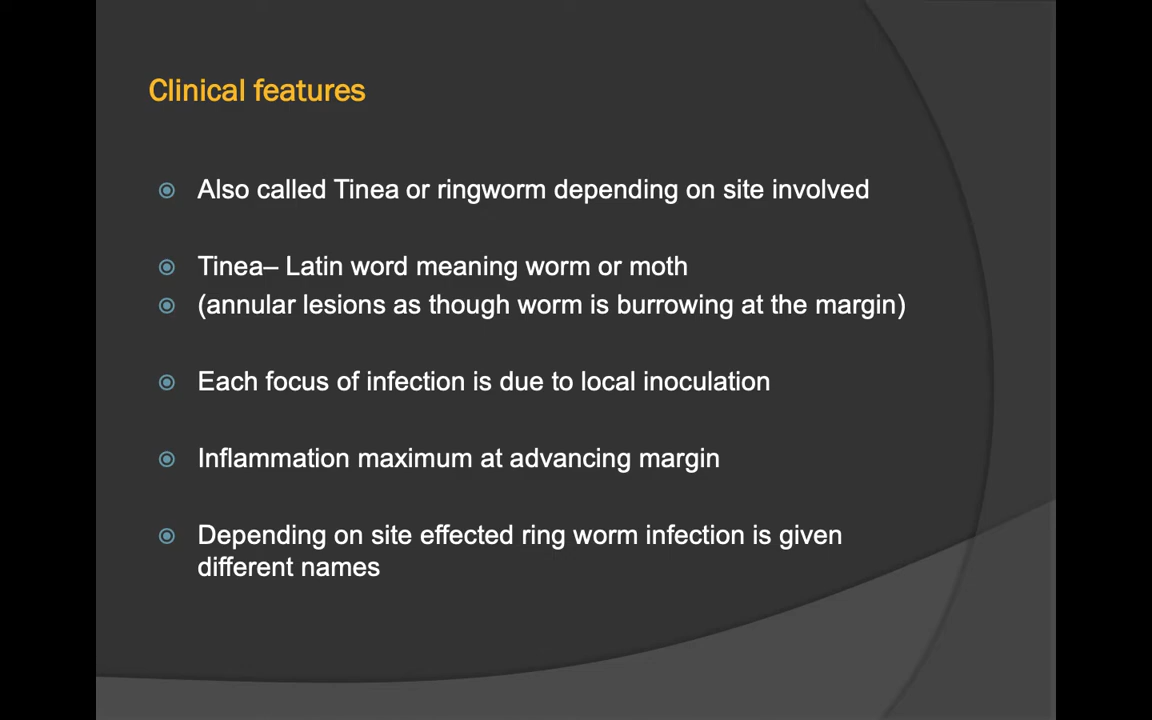 Clinical features
Also called Tinea or ringworm depending on site involved
Tinea– Latin word meaning worm or moth
(annular lesions as though worm is burrowing at the margin)
Each focus of infection is due to local inoculation
Inflammation maximum at advancing margin
Depending on site effected ring worm infection is given
different names